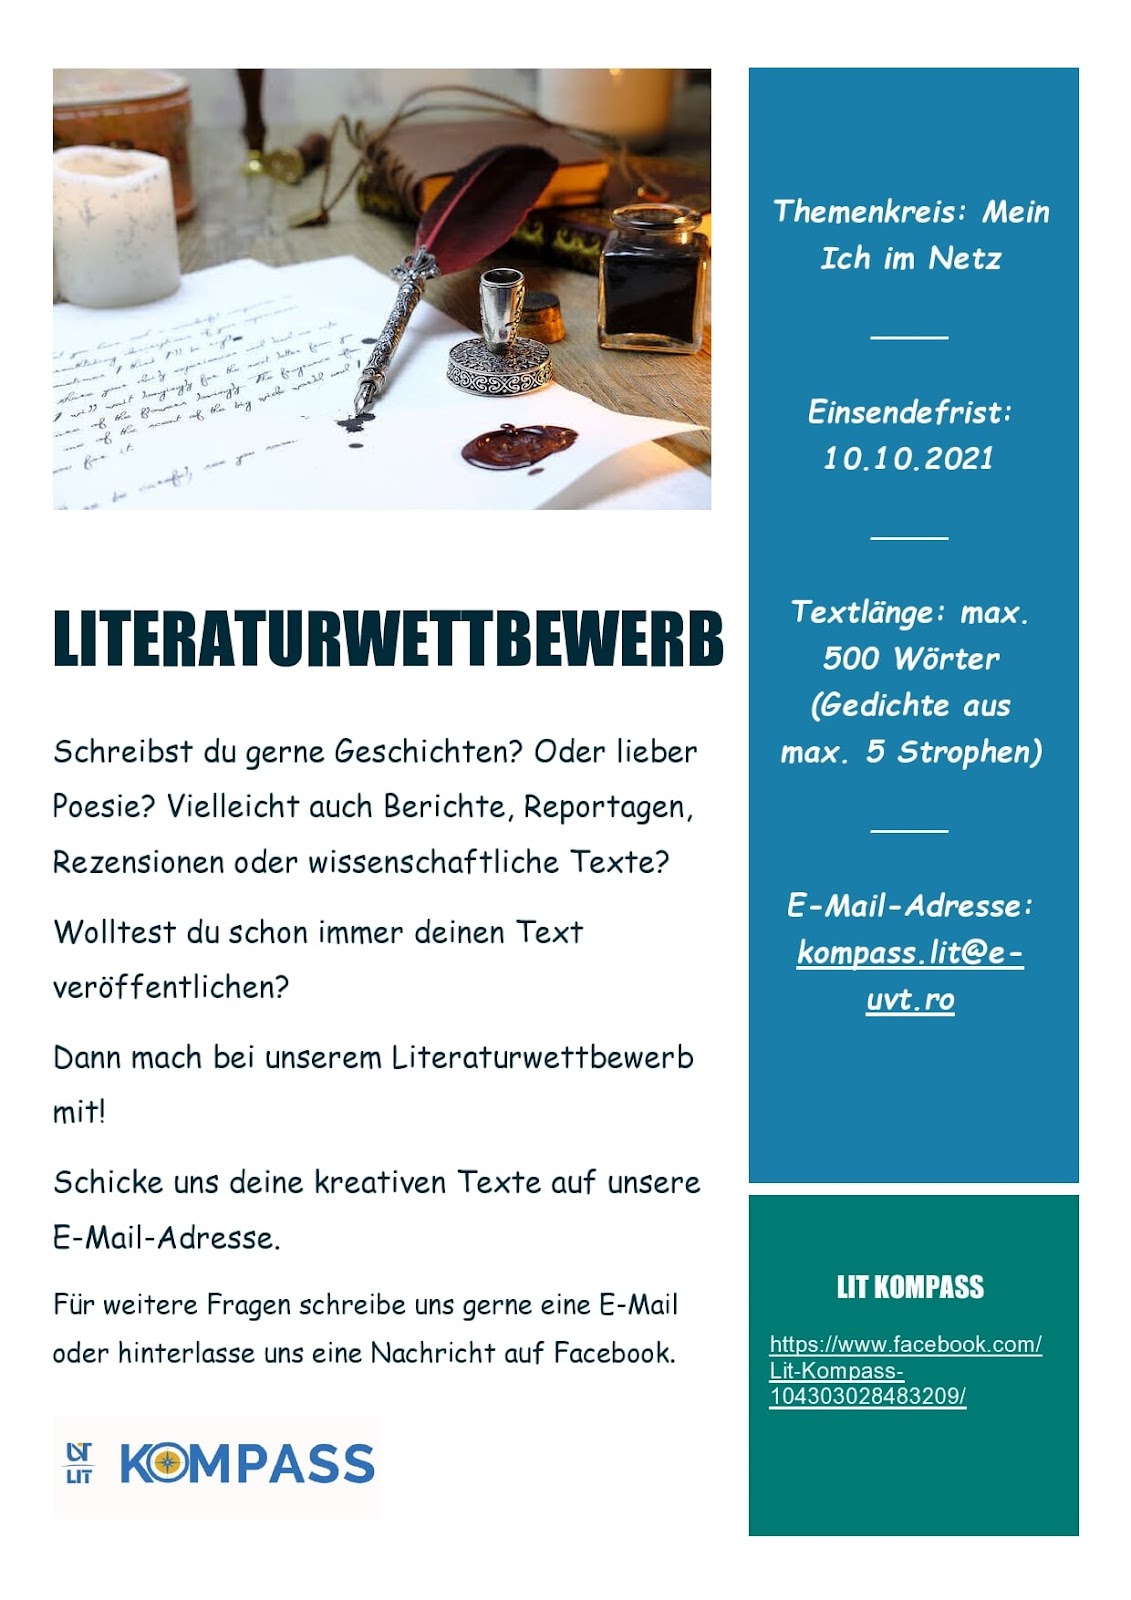 LITERATURWETTBEWERB
Schreibst du gerne Geschichten? Oder lieber
Poesie? Vielleicht auch Berichte, Reportagen,
Rezensionen oder wissenschaftliche Texte?
Wolltest du schon immer deinen Text
veröffentlichen?
Dann mach bei unserem Literaturwettbewerb
mit!
Schicke uns deine kreativen Texte auf unsere
E-Mail-Adresse.
Für weitere Fragen schreibe uns gerne eine E-Mail
oder hinterlasse uns eine Nachricht auf Facebook.
LIT
KOMPASS
Themenkreis: Mein
Ich im Netz
Einsendefrist:
10.10.2021
Textlänge: max.
500 Wörter
(Gedichte aus
max. 5 Strophen)
E-Mail-Adresse:
kompass.lit@e-
uvt.ro
LIT KOMPASS
https://www.facebook.com/
Lit-Kompass-
104303028483209/